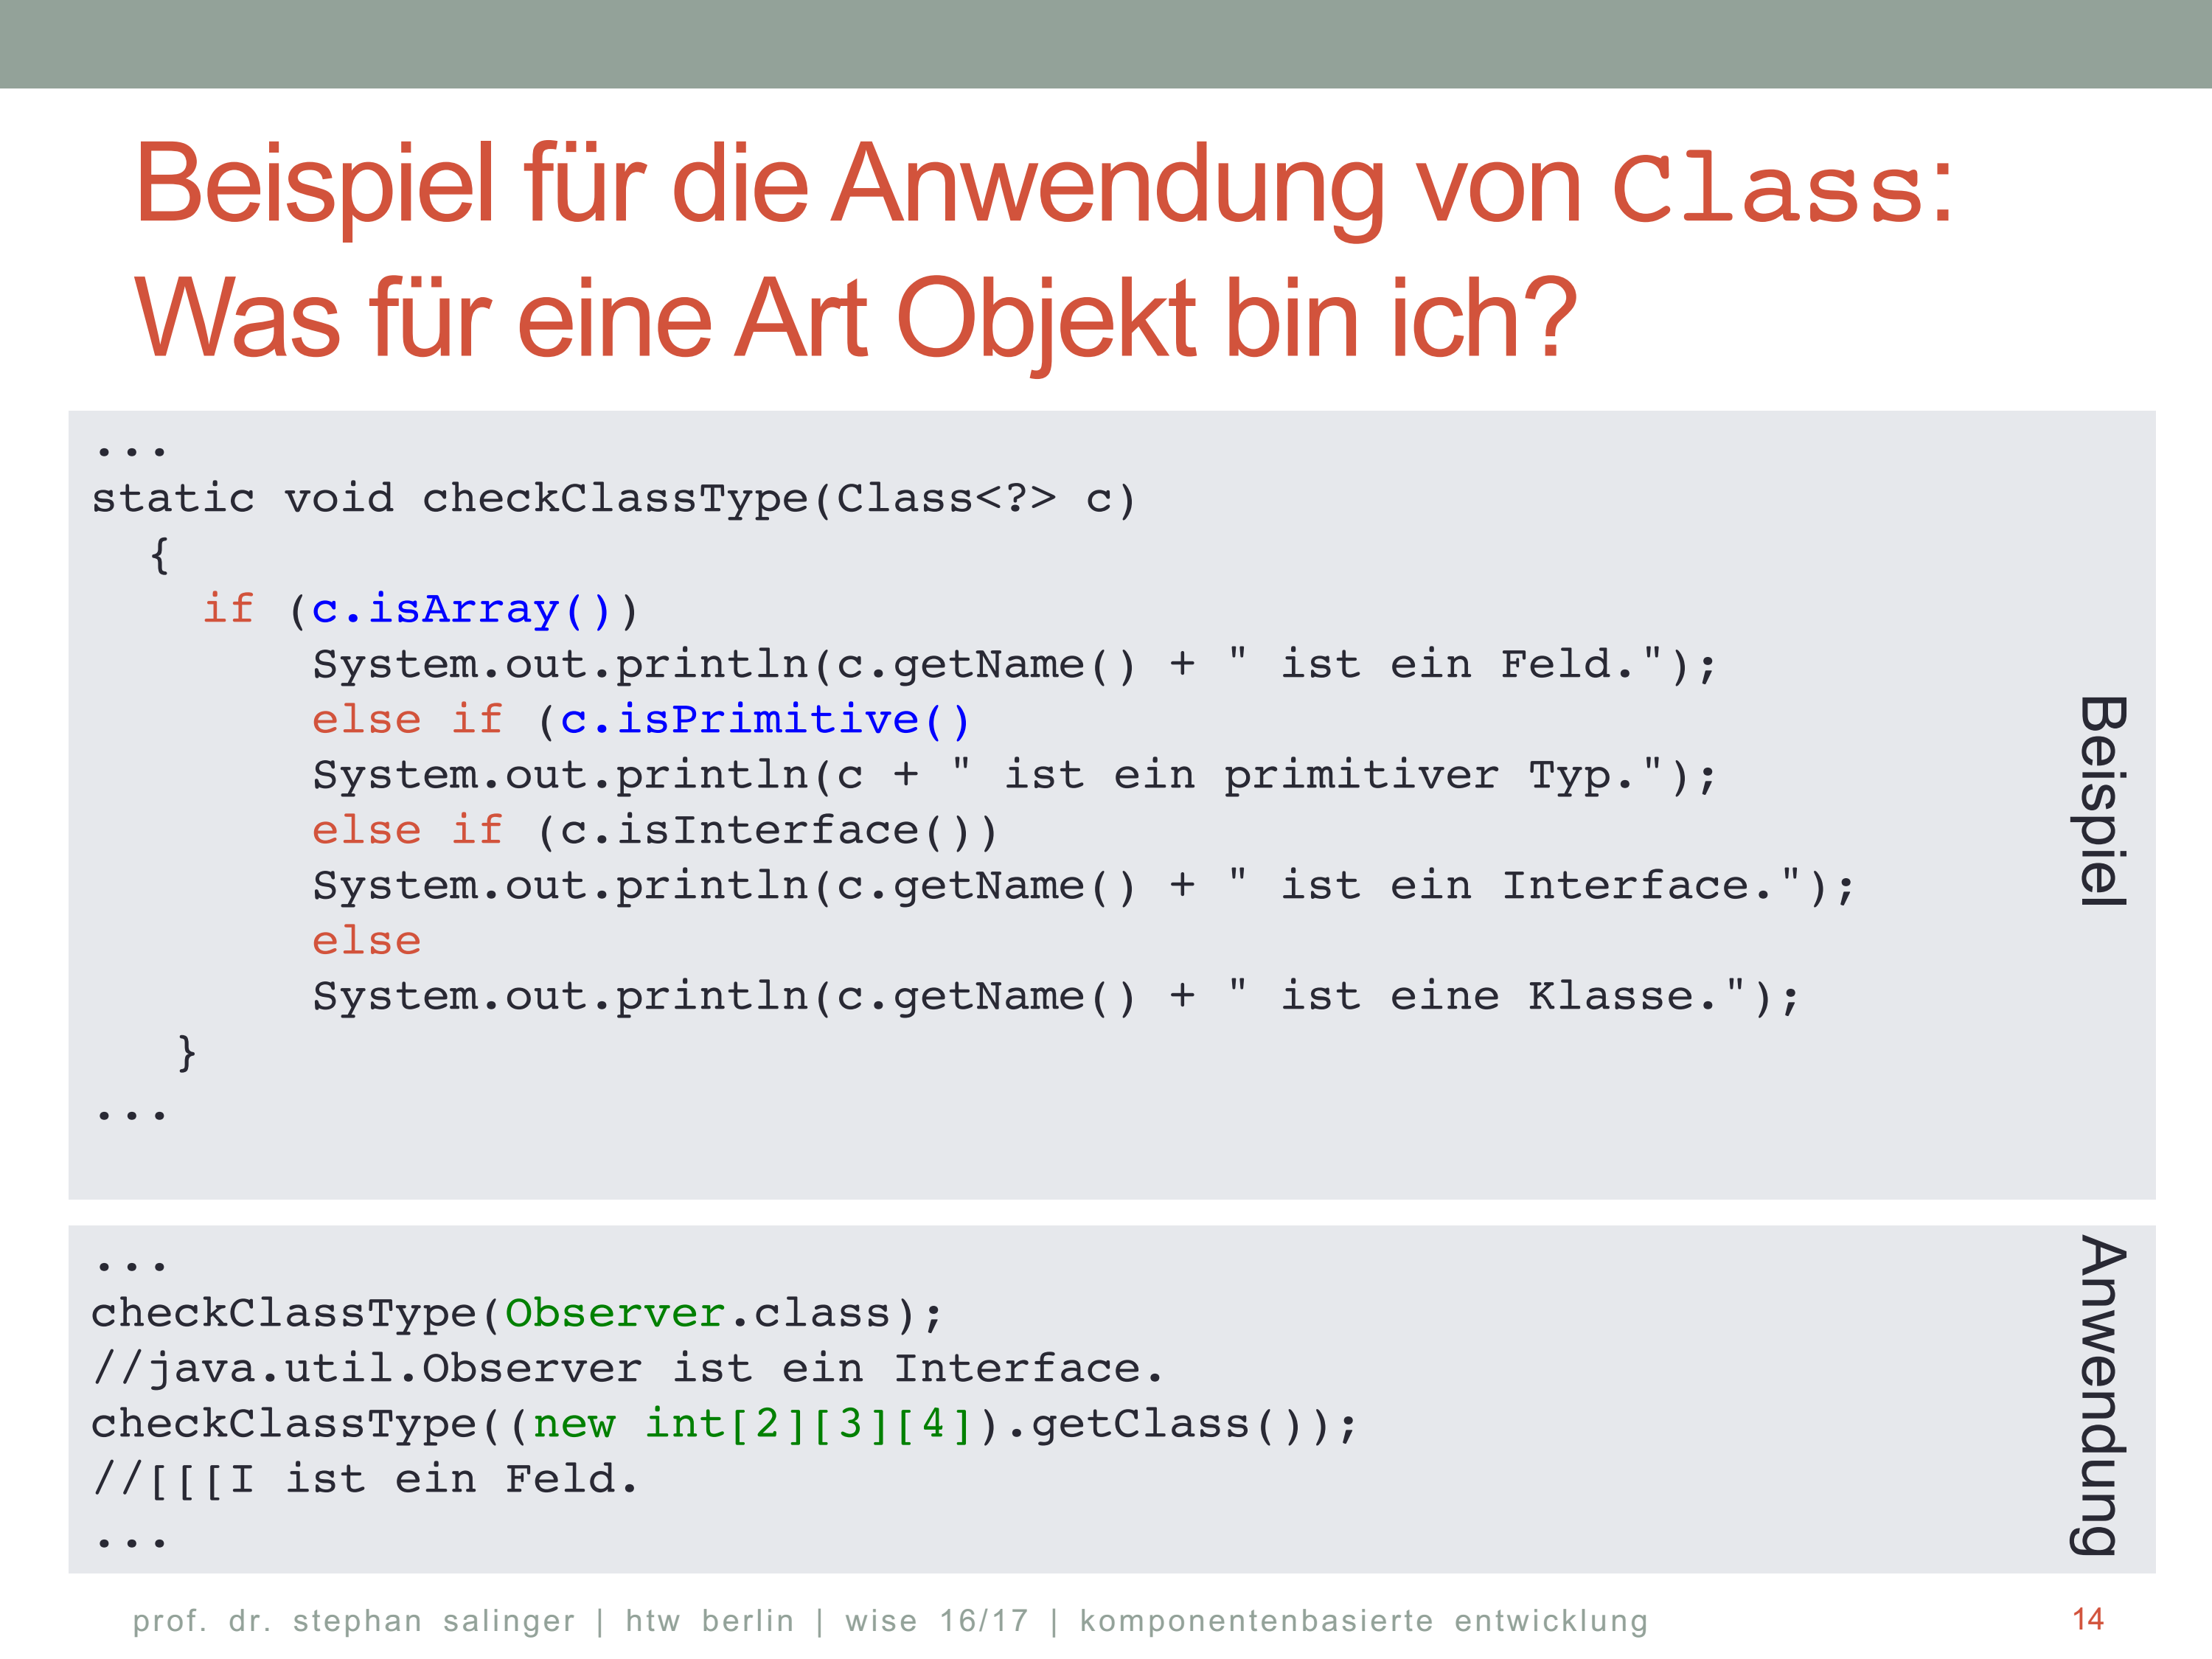 Beispiel für die Anwendung von Class:
Was für eine Art Objekt bin ich?
...
static void checkClassType(Class<?> c)
{
if (c.isArray())
System.out.println(c.getName() + " ist ein Feld.");
else if (c.isPrimitive()
System.out.println(c + " ist ein primitiver Typ.");
else if (c.isInterface())
System.out.println(c.getName() + " ist ein Interface.");
else
System.out.println(c.getName() + " ist eine Klasse.");
}
...
Beispiel
...
checkClassType(Observer.class);
//java.util.Observer ist ein Interface.
checkClassType((new int[2][3][4]).getClass());
//[[[I ist ein Feld.
...
Anwendung
prof. dr. stephan salinger | htw berlin | wise 16/17 | komponentenbasierte entwicklung
14